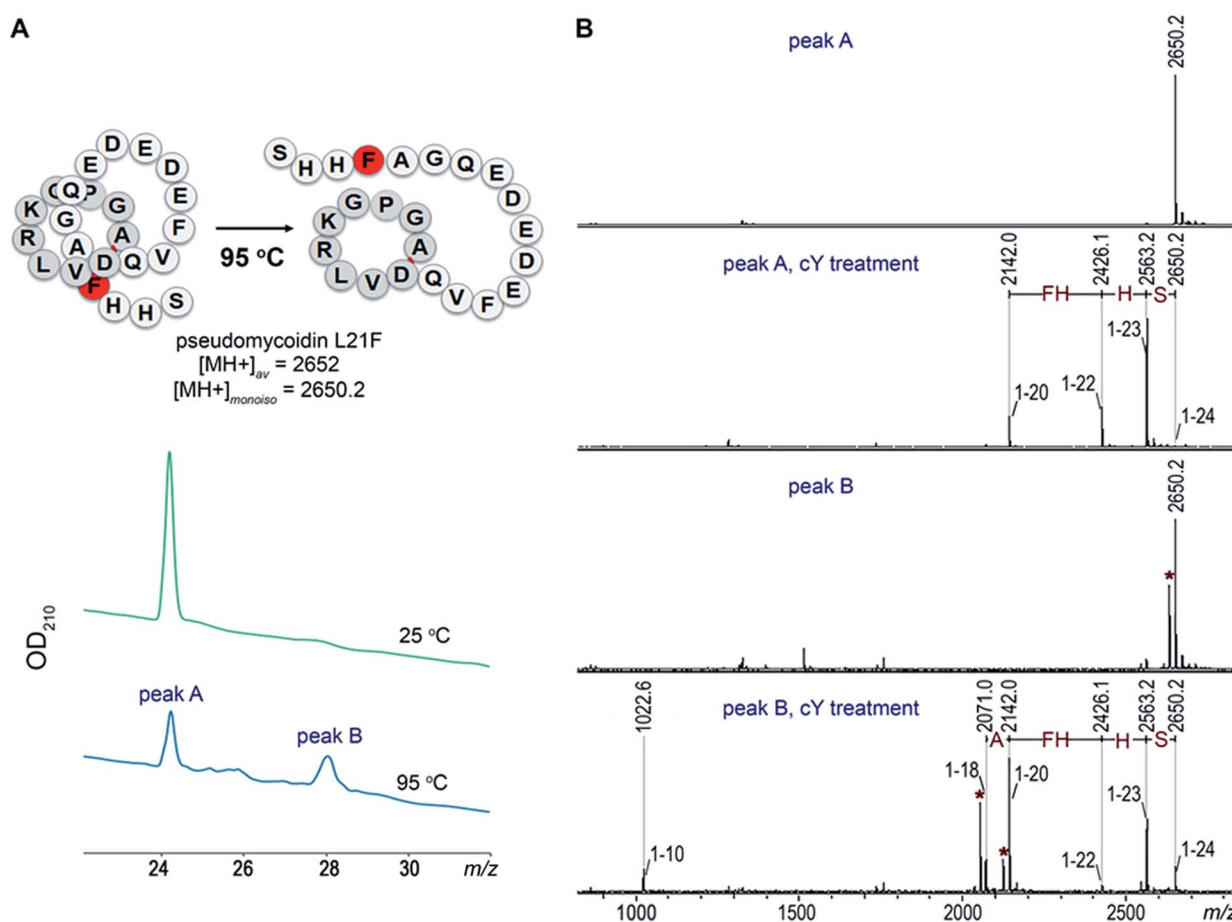 A
D E
E D
G Q P E
K G G F
R A A V
L V D Q
F H H S
95 °C
S H H F A G Q E D E D E F V Q
K G P G A D V L R
pseudomycoidin L21F
[MH+]av = 2652
[MH+]monoiso = 2650.2
OD210
25 °C
peak A
peak B
95 °C
24 26 28 30 m/z
B
peak A
2650.2
peak A, cY treatment
2142.0 2426.1 2563.2 2650.2
FH H S
1-23
1-20 1-22
1-24
peak B
2650.2
*
peak B, cY treatment
1022.6 2071.0 2142.0 2426.1 2563.2 2650.2
A FH H S
1-18 1-20
1-23
* *
1-10 1-22 1-24
1000 1500 2000 2500 m/z